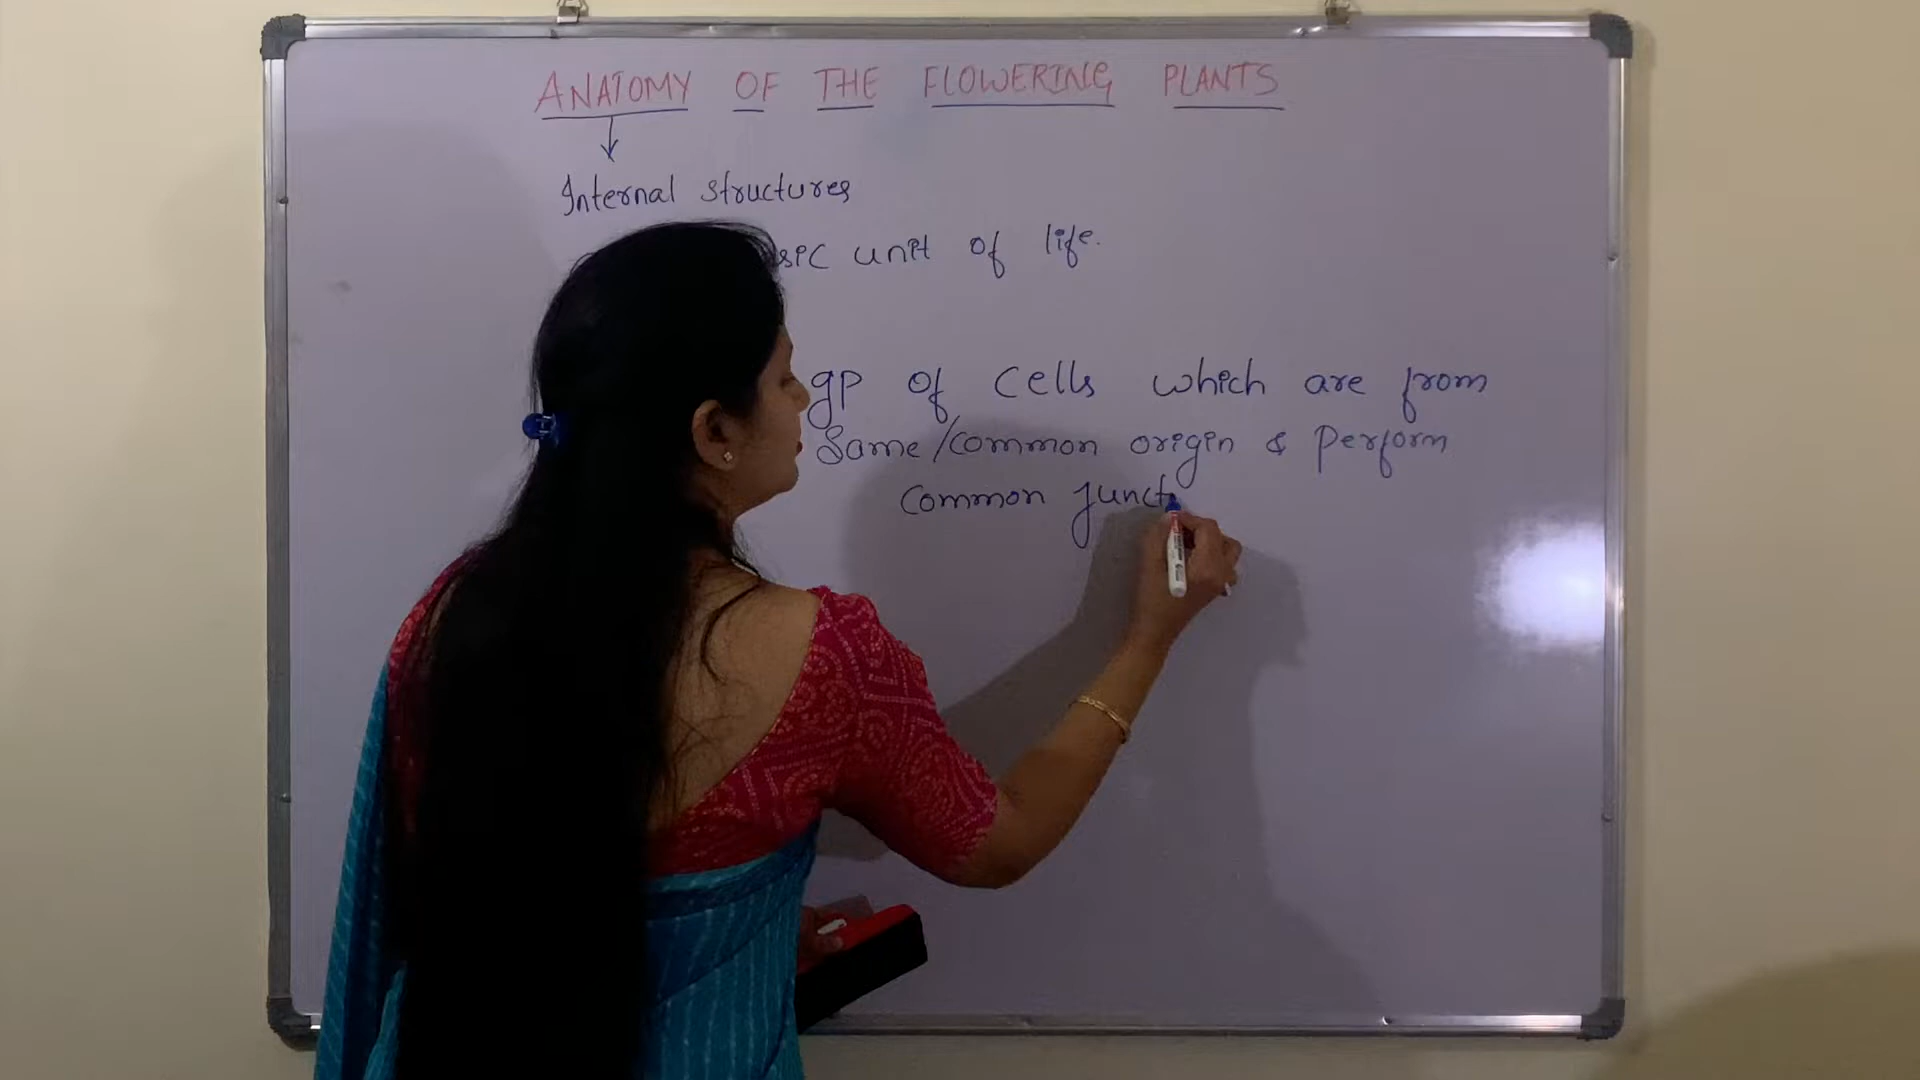 ANATOMY OF THE FLOWERING PLANTS
Internal structures
unit of life.
gp of cells which are from
Same/common origin & perform
Common funct